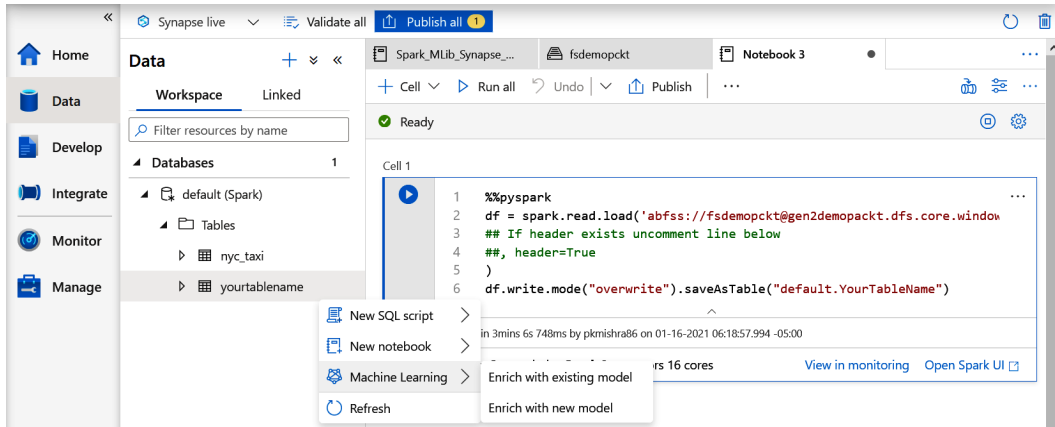 «
Synapse live
Validate all
Publish all 1
Home
Data
Develop
Integrate
Monitor
Manage
Data
Workspace
Linked
Filter resources by name
Databases 1
default (Spark)
Tables
nyc_taxi
yourtablename
New SQL script
New notebook
Machine Learning
Refresh
Enrich with existing model
Enrich with new model
Spark_MLib_Synapse_...
fsdemopckt
Notebook 3
+ Cell
Run all
Undo
Publish
Ready
Cell 1
1 %%pyspark
2 df = spark.read.load('abfss://fsdemopckt@gen2demopackt.dfs.core.window
3 ## If header exists uncomment line below
4 ##, header=True
5 )
6 df.write.mode("overwrite").saveAsTable("default.YourTableName")
in 3mins 6s 748ms by pkmishra86 on 01-16-2021 06:18:57.994 -05:00
rs 16 cores
View in monitoring
Open Spark UI